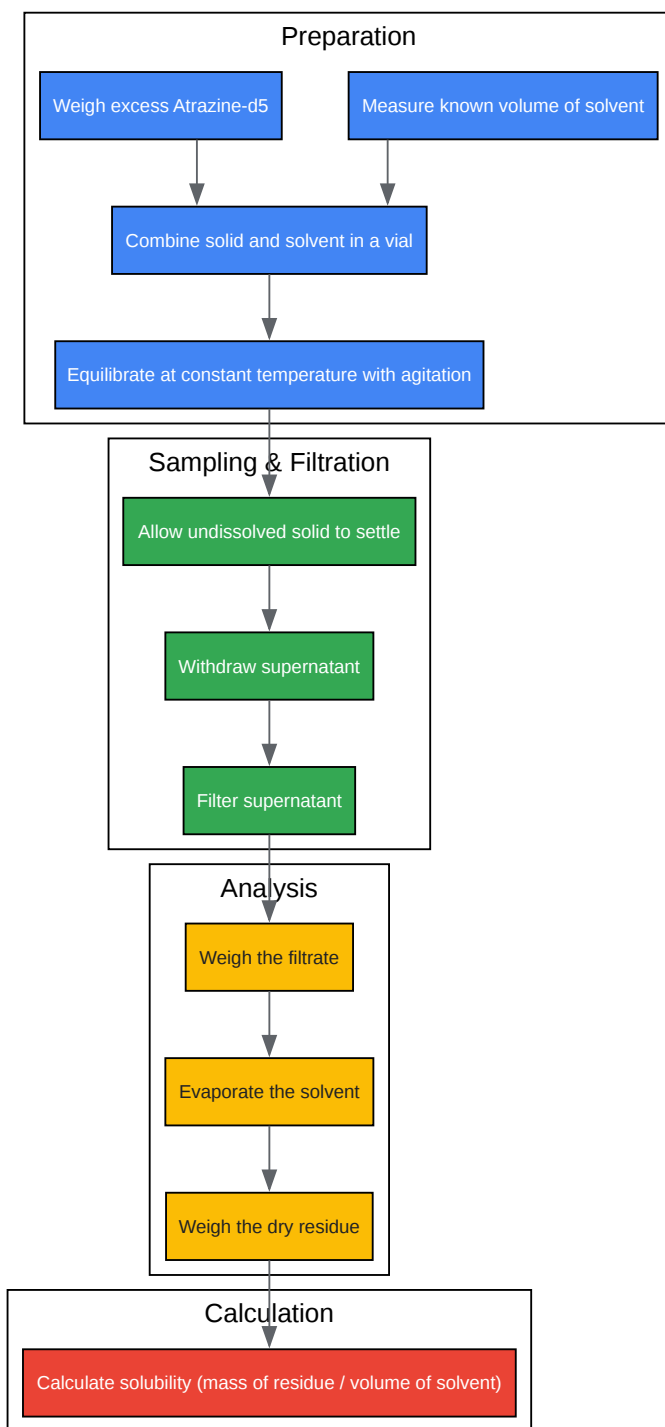 Preparation
Weigh excess Atrazine-d5
Measure known volume of solvent
Combine solid and solvent in a vial
Equilibrate at constant temperature with agitation
Sampling & Filtration
Allow undissolved solid to settle
Withdraw supernatant
Filter supernatant
Analysis
Weigh the filtrate
Evaporate the solvent
Weigh the dry residue
Calculation
Calculate solubility (mass of residue / volume of solvent)